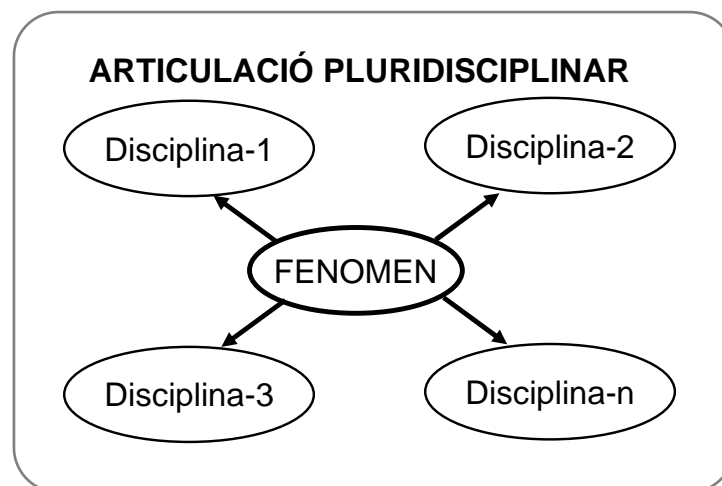 ARTICULACIÓ PLURIDISCIPLINAR
Disciplina-1
Disciplina-2
FENOMEN
Disciplina-3
Disciplina-n